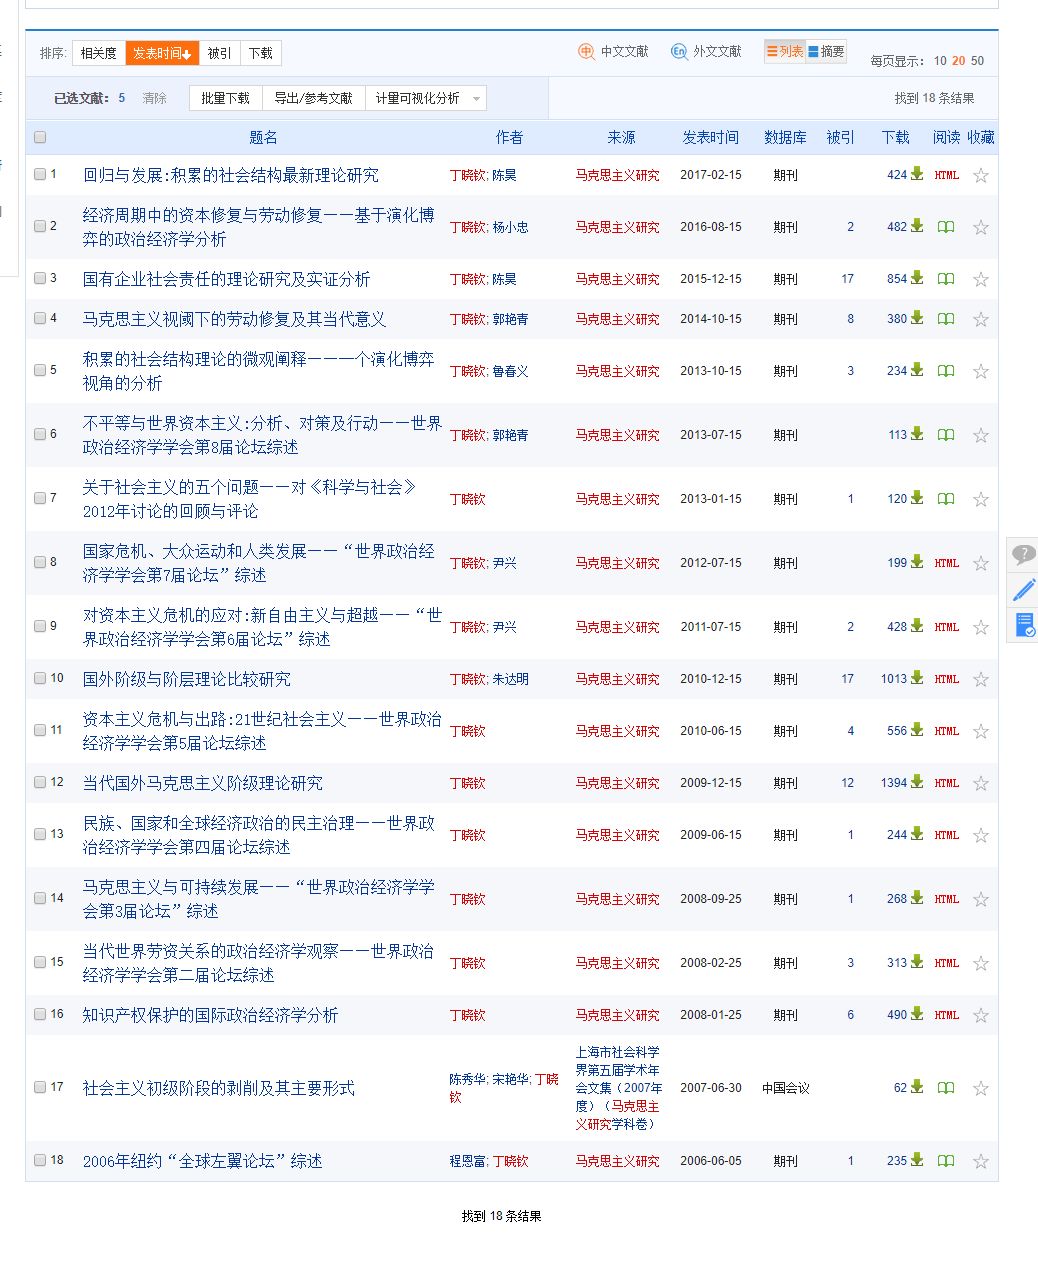 排序: 相关度 发表时间 被引 下载 中文文献 外文文献 列表 摘要 每页显示: 10 20 50
已选文献: 5 清除 批量下载 导出/参考文献 计量可视化分析 找到 18 条结果
题名 作者 来源 发表时间 数据库 被引 下载 阅读 收藏
1 回归与发展:积累的社会结构最新理论研究 丁晓钦; 陈昊 马克思主义研究 2017-02-15 期刊 424 HTML
2 经济周期中的资本修复与劳动修复——基于演化博
弈的政治经济学分析 丁晓钦; 杨小忠 马克思主义研究 2016-08-15 期刊 2 482
3 国有企业社会责任的理论研究及实证分析 丁晓钦; 陈昊 马克思主义研究 2015-12-15 期刊 17 854
4 马克思主义视阈下的劳动修复及其当代意义 丁晓钦; 郭艳青 马克思主义研究 2014-10-15 期刊 8 380
5 积累的社会结构理论的微观阐释——一个演化博弈
视角的分析 丁晓钦; 鲁春义 马克思主义研究 2013-10-15 期刊 3 234
6 不平等与世界资本主义:分析、对策及行动——世界
政治经济学学会第8届论坛综述 丁晓钦; 郭艳青 马克思主义研究 2013-07-15 期刊 113
7 关于社会主义的五个问题——对《科学与社会》
2012年讨论的回顾与评论 丁晓钦 马克思主义研究 2013-01-15 期刊 1 120
8 国家危机、大众运动和人类发展——“世界政治经
济学学会第7届论坛”综述 丁晓钦; 尹兴 马克思主义研究 2012-07-15 期刊 199 HTML
9 对资本主义危机的应对:新自由主义与超越——“世
界政治经济学学会第6届论坛”综述 丁晓钦; 尹兴 马克思主义研究 2011-07-15 期刊 2 428 HTML
10 国外阶级与阶层理论比较研究 丁晓钦; 朱达明 马克思主义研究 2010-12-15 期刊 17 1013 HTML
11 资本主义危机与出路:21世纪社会主义——世界政治
经济学学会第5届论坛综述 丁晓钦 马克思主义研究 2010-06-15 期刊 4 556 HTML
12 当代国外马克思主义阶级理论研究 丁晓钦 马克思主义研究 2009-12-15 期刊 12 1394 HTML
13 民族、国家和全球经济政治的民主治理——世界政
治经济学学会第四届论坛综述 丁晓钦 马克思主义研究 2009-06-15 期刊 1 244 HTML
14 马克思主义与可持续发展——“世界政治经济学学
会第3届论坛”综述 丁晓钦 马克思主义研究 2008-09-25 期刊 1 268 HTML
15 当代世界劳资关系的政治经济学观察——世界政治
经济学学会第二届论坛综述 丁晓钦 马克思主义研究 2008-02-25 期刊 3 313 HTML
16 知识产权保护的国际政治经济学分析 丁晓钦 马克思主义研究 2008-01-25 期刊 6 490 HTML
17 社会主义初级阶段的剥削及其主要形式 陈秀华; 宋艳华; 丁晓
钦 上海市社会科学
界第五届学术年
会文集（2007年
度）（马克思主
义研究学科卷） 2007-06-30 中国会议 62
18 2006年纽约“全球左翼论坛”综述 程恩富; 丁晓钦 马克思主义研究 2006-06-05 期刊 1 235
找到 18 条结果